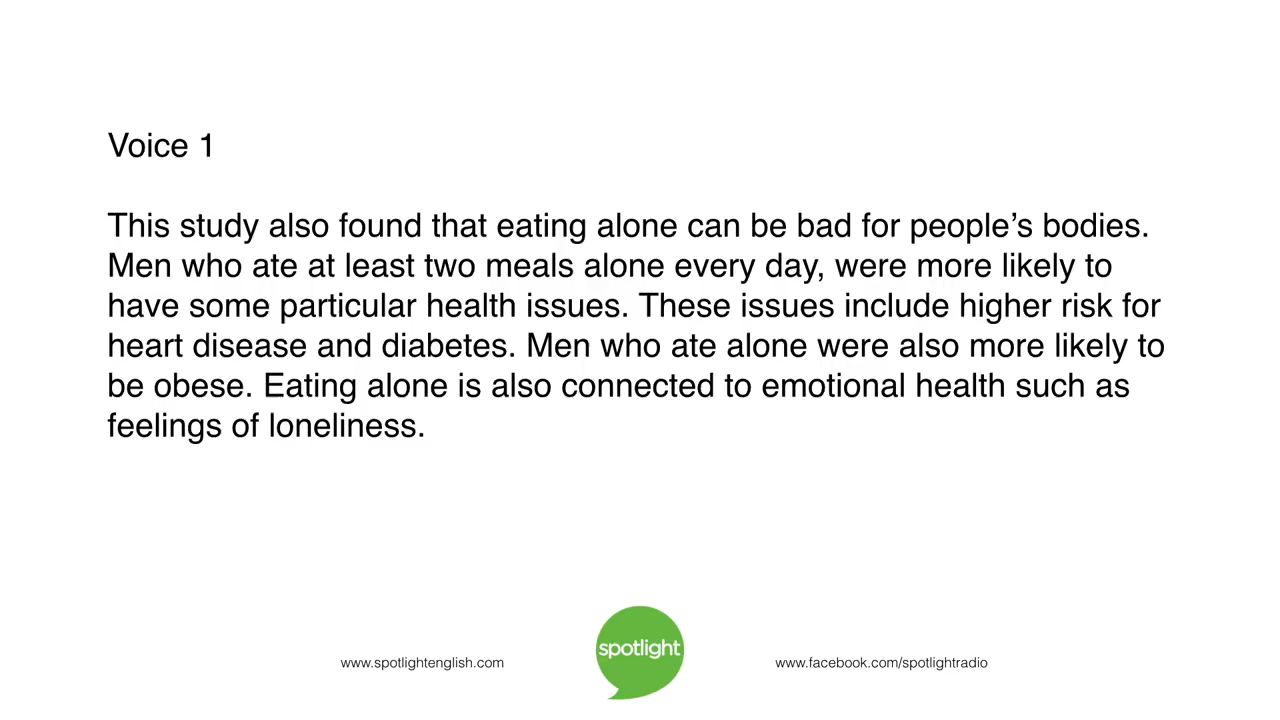 Voice 1
This study also found that eating alone can be bad for people’s bodies.
Men who ate at least two meals alone every day, were more likely to
have some particular health issues. These issues include higher risk for
heart disease and diabetes. Men who ate alone were also more likely to
be obese. Eating alone is also connected to emotional health such as
feelings of loneliness.
www.spotlightenglish.com
spotlight
www.facebook.com/spotlightradio